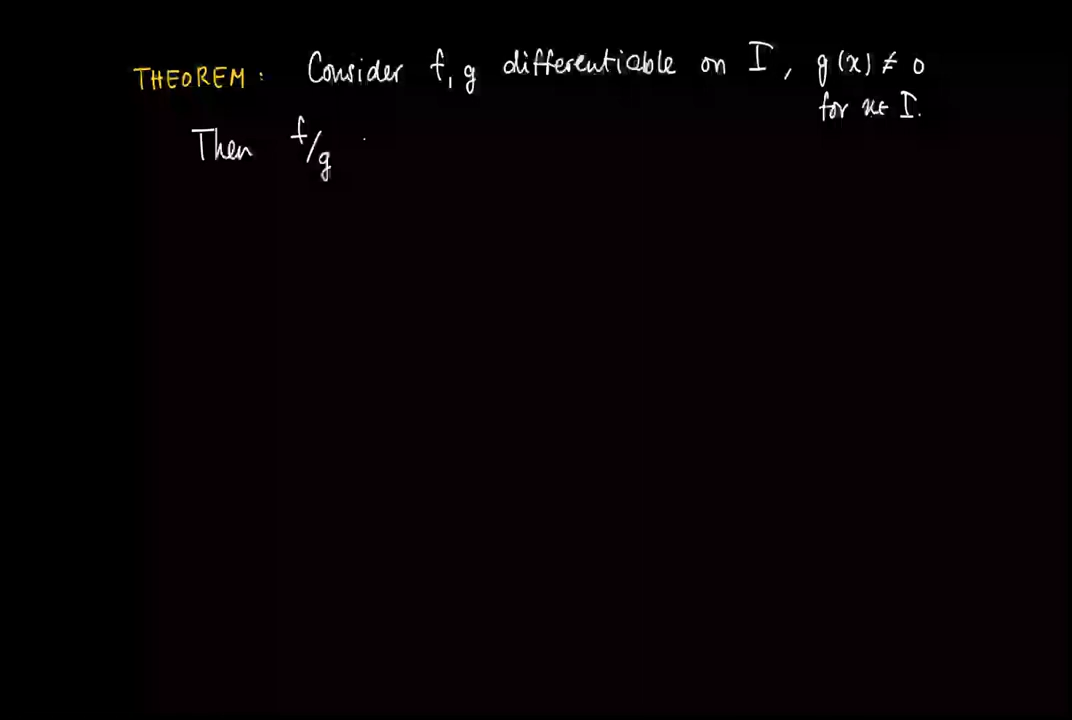 THEOREM: Consider f, g differentiable on I, g(x) ≠ 0
for x ∈ I.
Then f/g